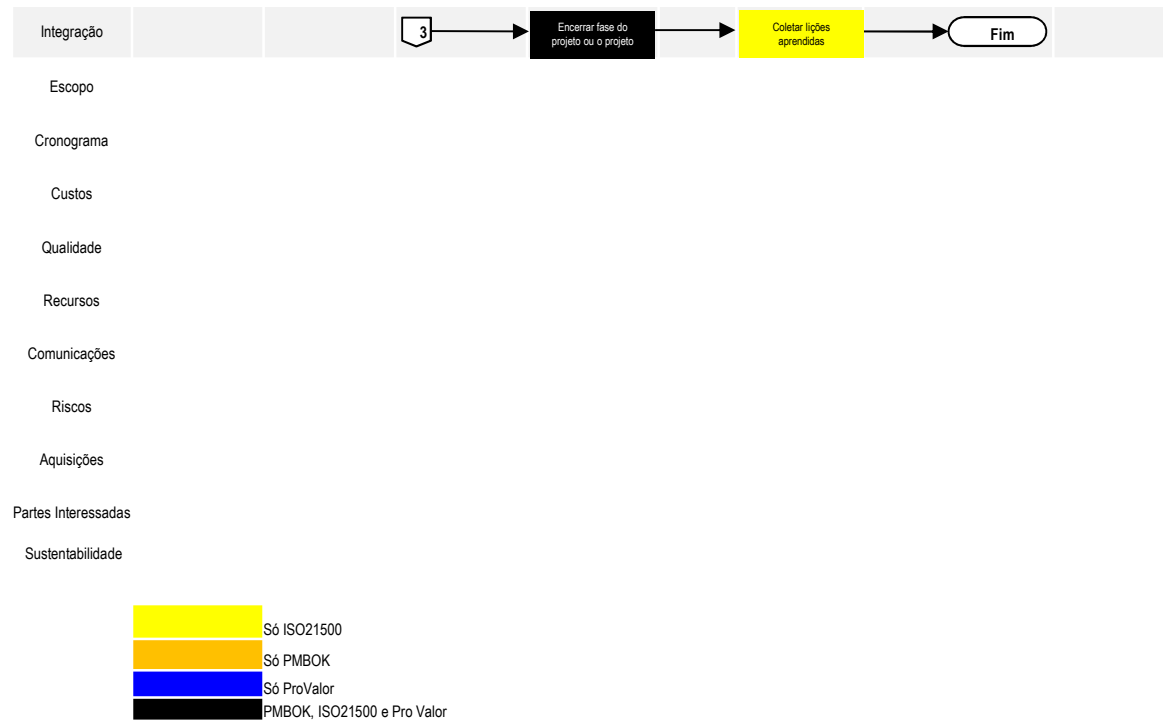 Integração
3
Encerrar fase do
projeto ou o projeto
Coletar lições
aprendidas
Fim
Escopo
Cronograma
Custos
Qualidade
Recursos
Comunicações
Riscos
Aquisições
Partes Interessadas
Sustentabilidade
Só ISO21500
Só PMBOK
Só ProValor
PMBOK, ISO21500 e Pro Valor